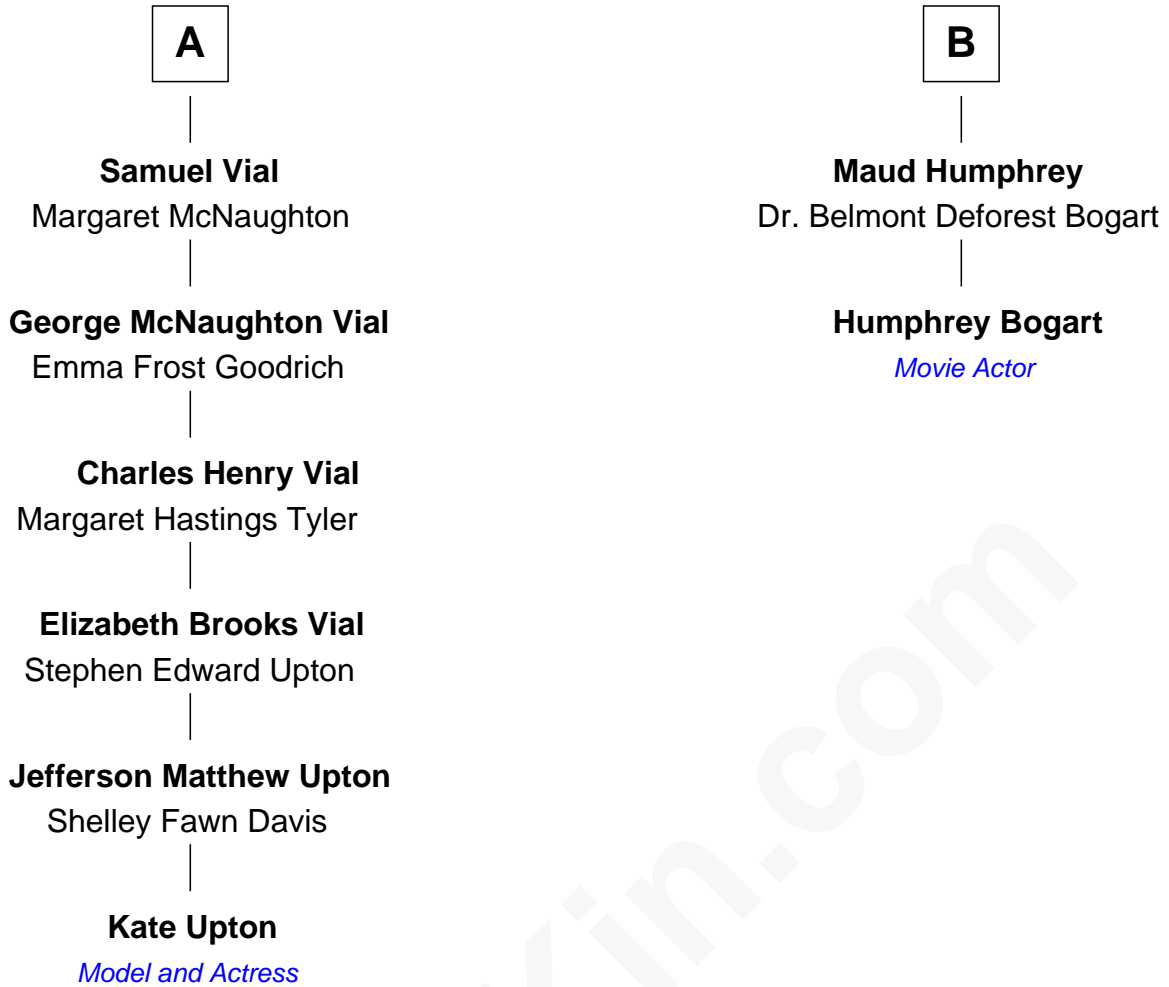 A
Samuel Vial
Margaret McNaughton
George McNaughton Vial
Emma Frost Goodrich
Charles Henry Vial
Margaret Hastings Tyler
Elizabeth Brooks Vial
Stephen Edward Upton
Jefferson Matthew Upton
Shelley Fawn Davis
Kate Upton
Model and Actress
B
Maud Humphrey
Dr. Belmont Deforest Bogart
Humphrey Bogart
Movie Actor
Kin.com